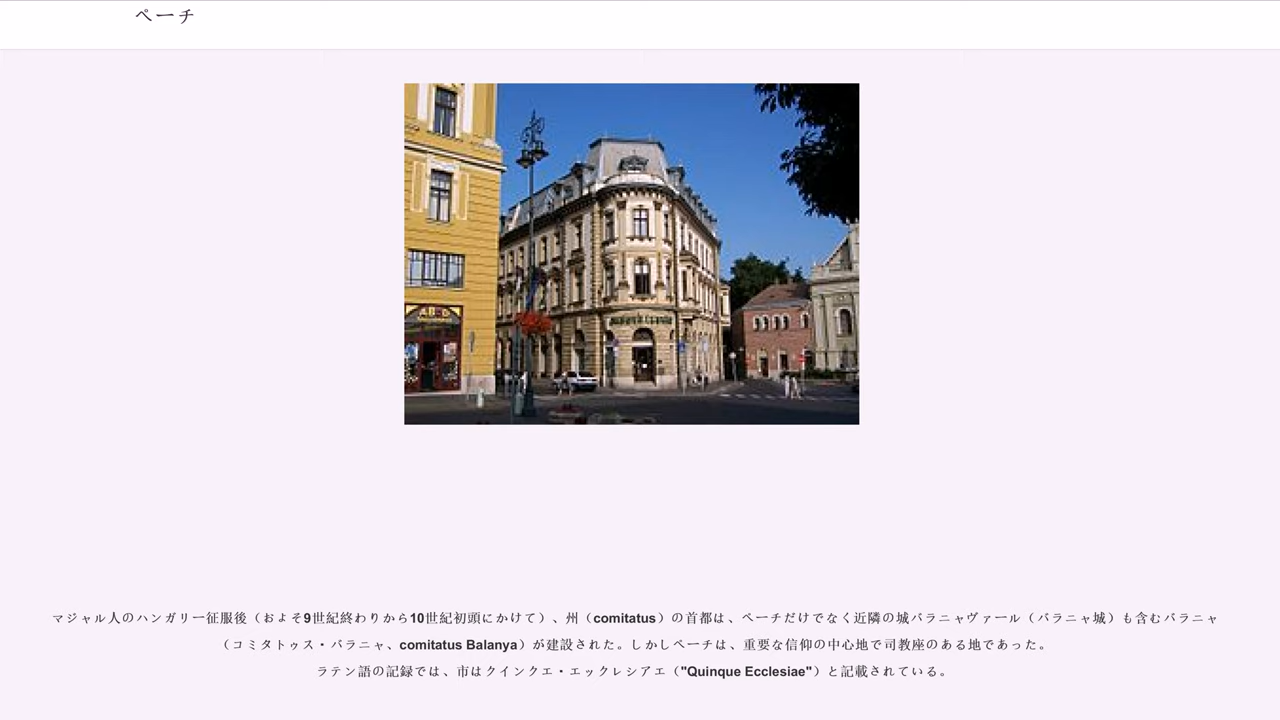 ペーチ
マジャル人のハンガリー征服後（およそ9世紀終わりから10世紀初頭にかけて）、州（comitatus）の首都は、ペーチだけでなく近隣の城バラニャヴァール（バラニャ城）も含むバラニャ
（コミタトゥス・バラニャ、comitatus Balanya）が建設された。しかしペーチは、重要な信仰の中心地で司教座のある地であった。
ラテン語の記録では、市はクインクエ・エックレシアエ（"Quinque Ecclesiae"）と記載されている。